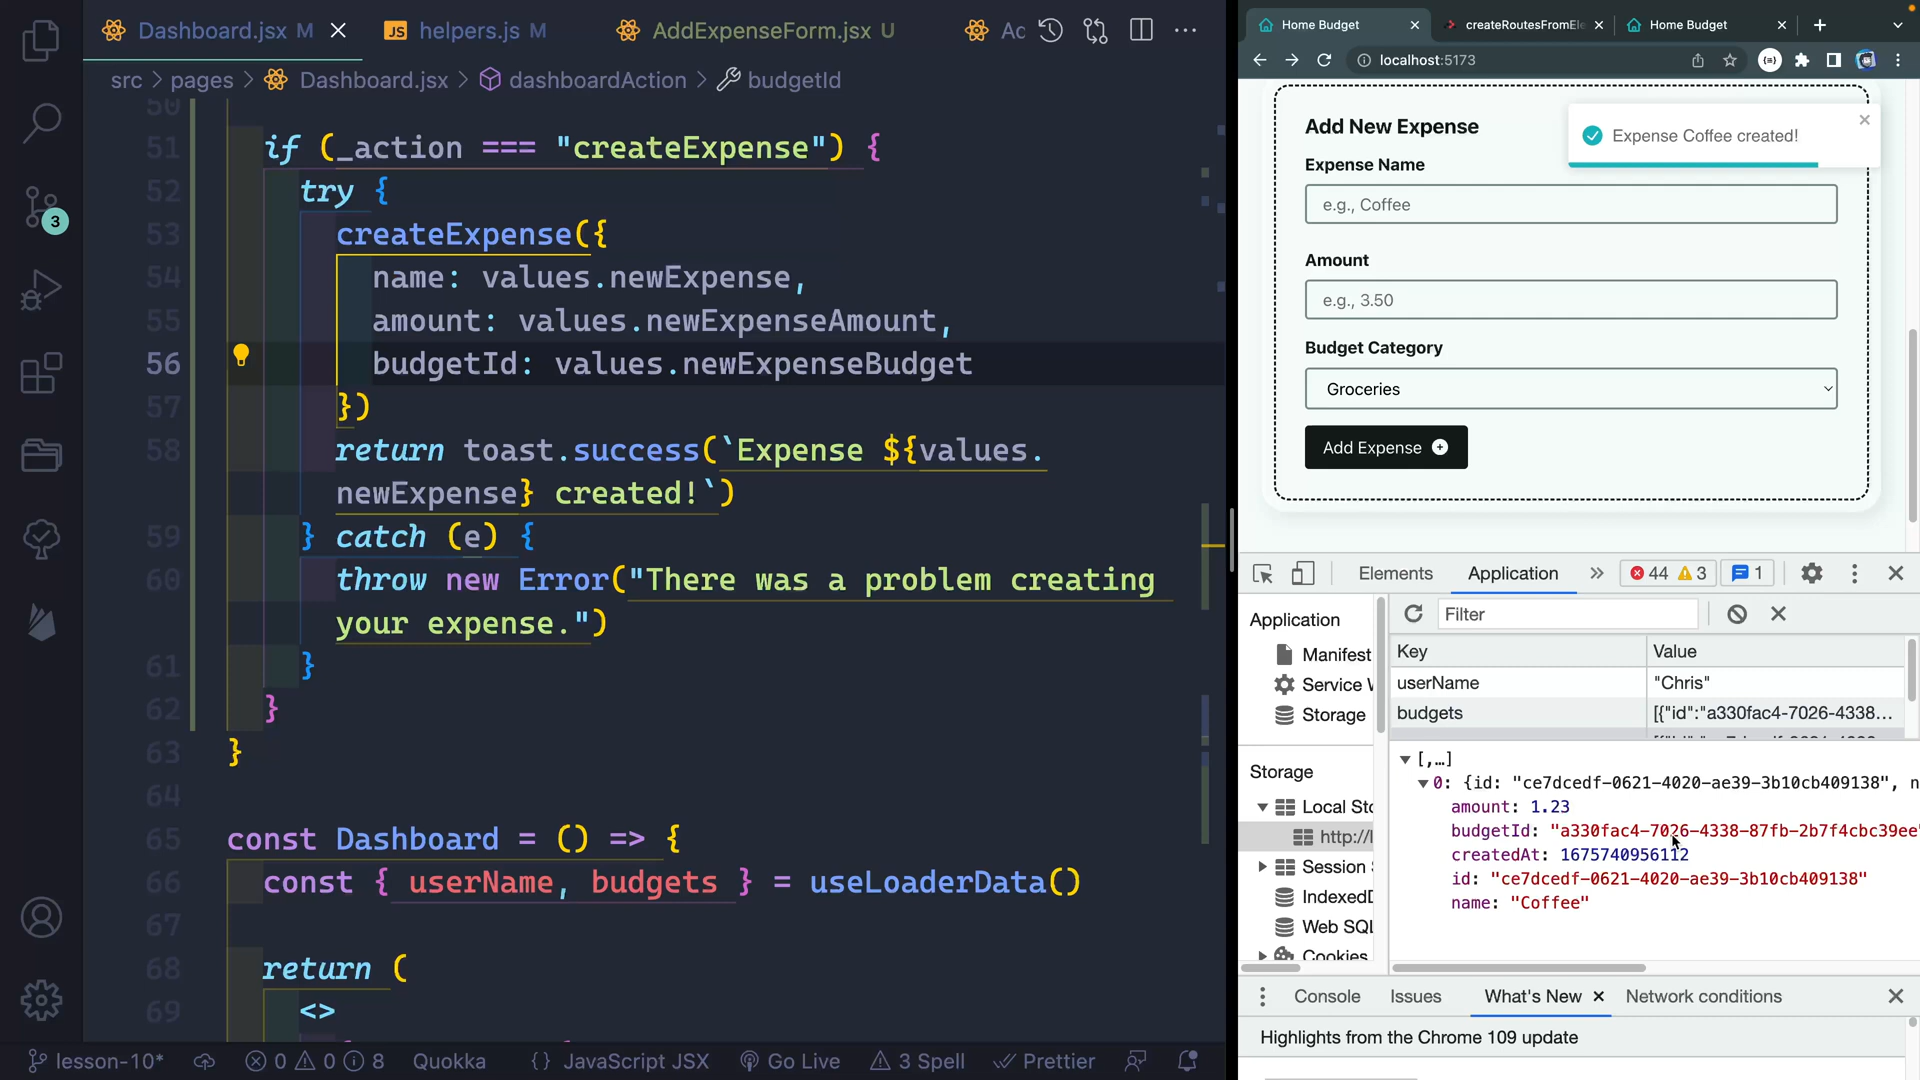 Dashboard.jsx M
helpers.js M
AddExpenseForm.jsx U
Ac
src > pages > Dashboard.jsx > dashboardAction > budgetId
50
51 if (_action === "createExpense") {
52 try {
53 createExpense({
54 name: values.newExpense,
55 amount: values.newExpenseAmount,
56 budgetId: values.newExpenseBudget
57 })
58 return toast.success(`Expense ${values.
newExpense} created!`)
59 } catch (e) {
60 throw new Error("There was a problem creating
your expense.")
61 }
62 }
63 }
64
65 const Dashboard = () => {
66 const { userName, budgets } = useLoaderData()
67
68 return (
69 <>
3
lesson-10* 0 0 8 Quokka {} JavaScript JSX Go Live 3 Spell Prettier
Home Budget
createRoutesFromEle
Home Budget
localhost:5173
Add New Expense
Expense Coffee created!
Expense Name
e.g., Coffee
Amount
e.g., 3.50
Budget Category
Groceries
Add Expense
Elements Application » 44 3 1
Application
Manifest
Service W
Storage
Storage
Local Sto
http://l
Session S
IndexedD
Web SQL
Cookies
Filter
Key Value
userName "Chris"
budgets [{"id":"a330fac4-7026-4338…
[,…]
0: {id: "ce7dcedf-0621-4020-ae39-3b10cb409138", n
amount: 1.23
budgetId: "a330fac4-7026-4338-87fb-2b7f4cbc39ee"
createdAt: 1675740956112
id: "ce7dcedf-0621-4020-ae39-3b10cb409138"
name: "Coffee"
Console Issues What's New Network conditions
Highlights from the Chrome 109 update